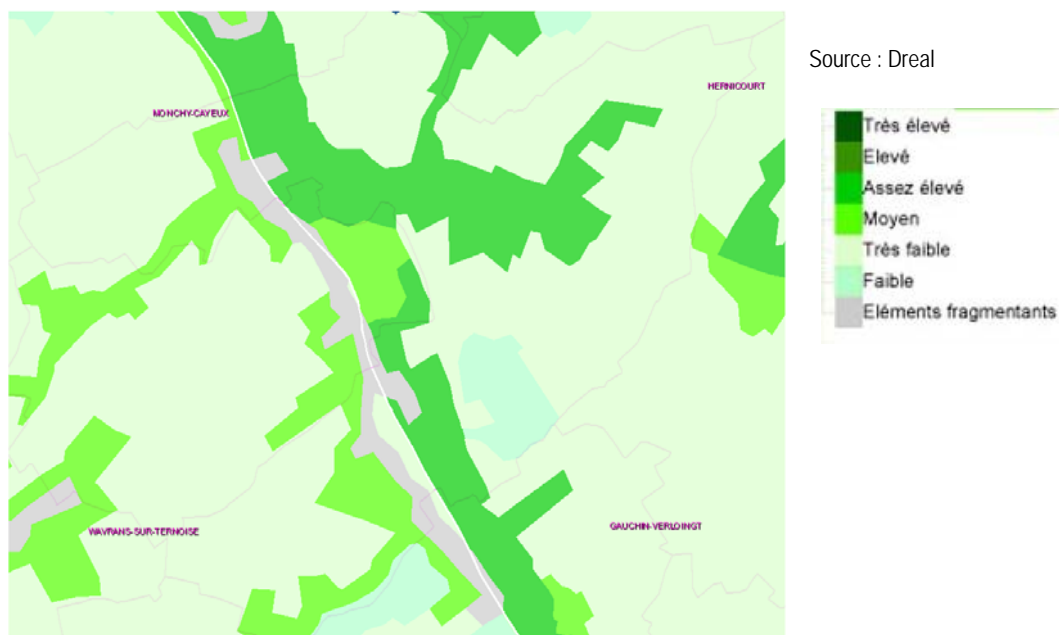 Source : Dreal
HERNICOURT
MONCHY-CAYEUX
Très élevé
Elevé
Assez élevé
Moyen
Très faible
Faible
Eléments fragmentants
WAVRANS-SUR-TERNOISE
GAUCHIN-VERLOINGT